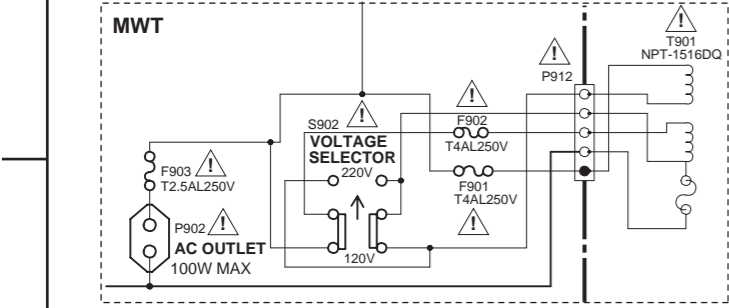 MWT
T901
NPT-1516DQ
P912
S902
VOLTAGE
SELECTOR
220V
120V
F902
T4AL250V
F901
T4AL250V
F903
T2.5AL250V
P902
AC OUTLET
100W MAX
!
!
!
!
!
!
!